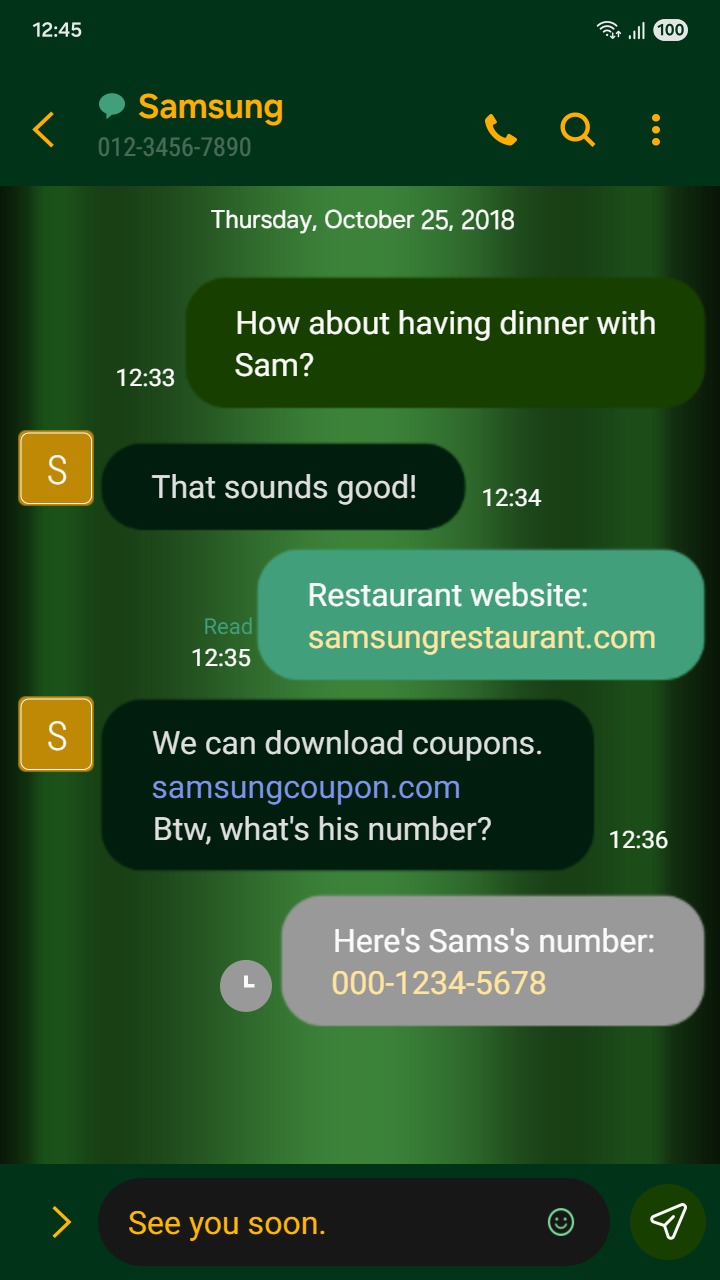 12:45
100
Samsung
012-3456-7890
Thursday, October 25, 2018
How about having dinner with
Sam?
12:33
S
That sounds good!
12:34
Restaurant website:
samsungrestaurant.com
Read
12:35
S
We can download coupons.
samsungcoupon.com
Btw, what's his number?
12:36
Here's Sams's number:
000-1234-5678
See you soon.